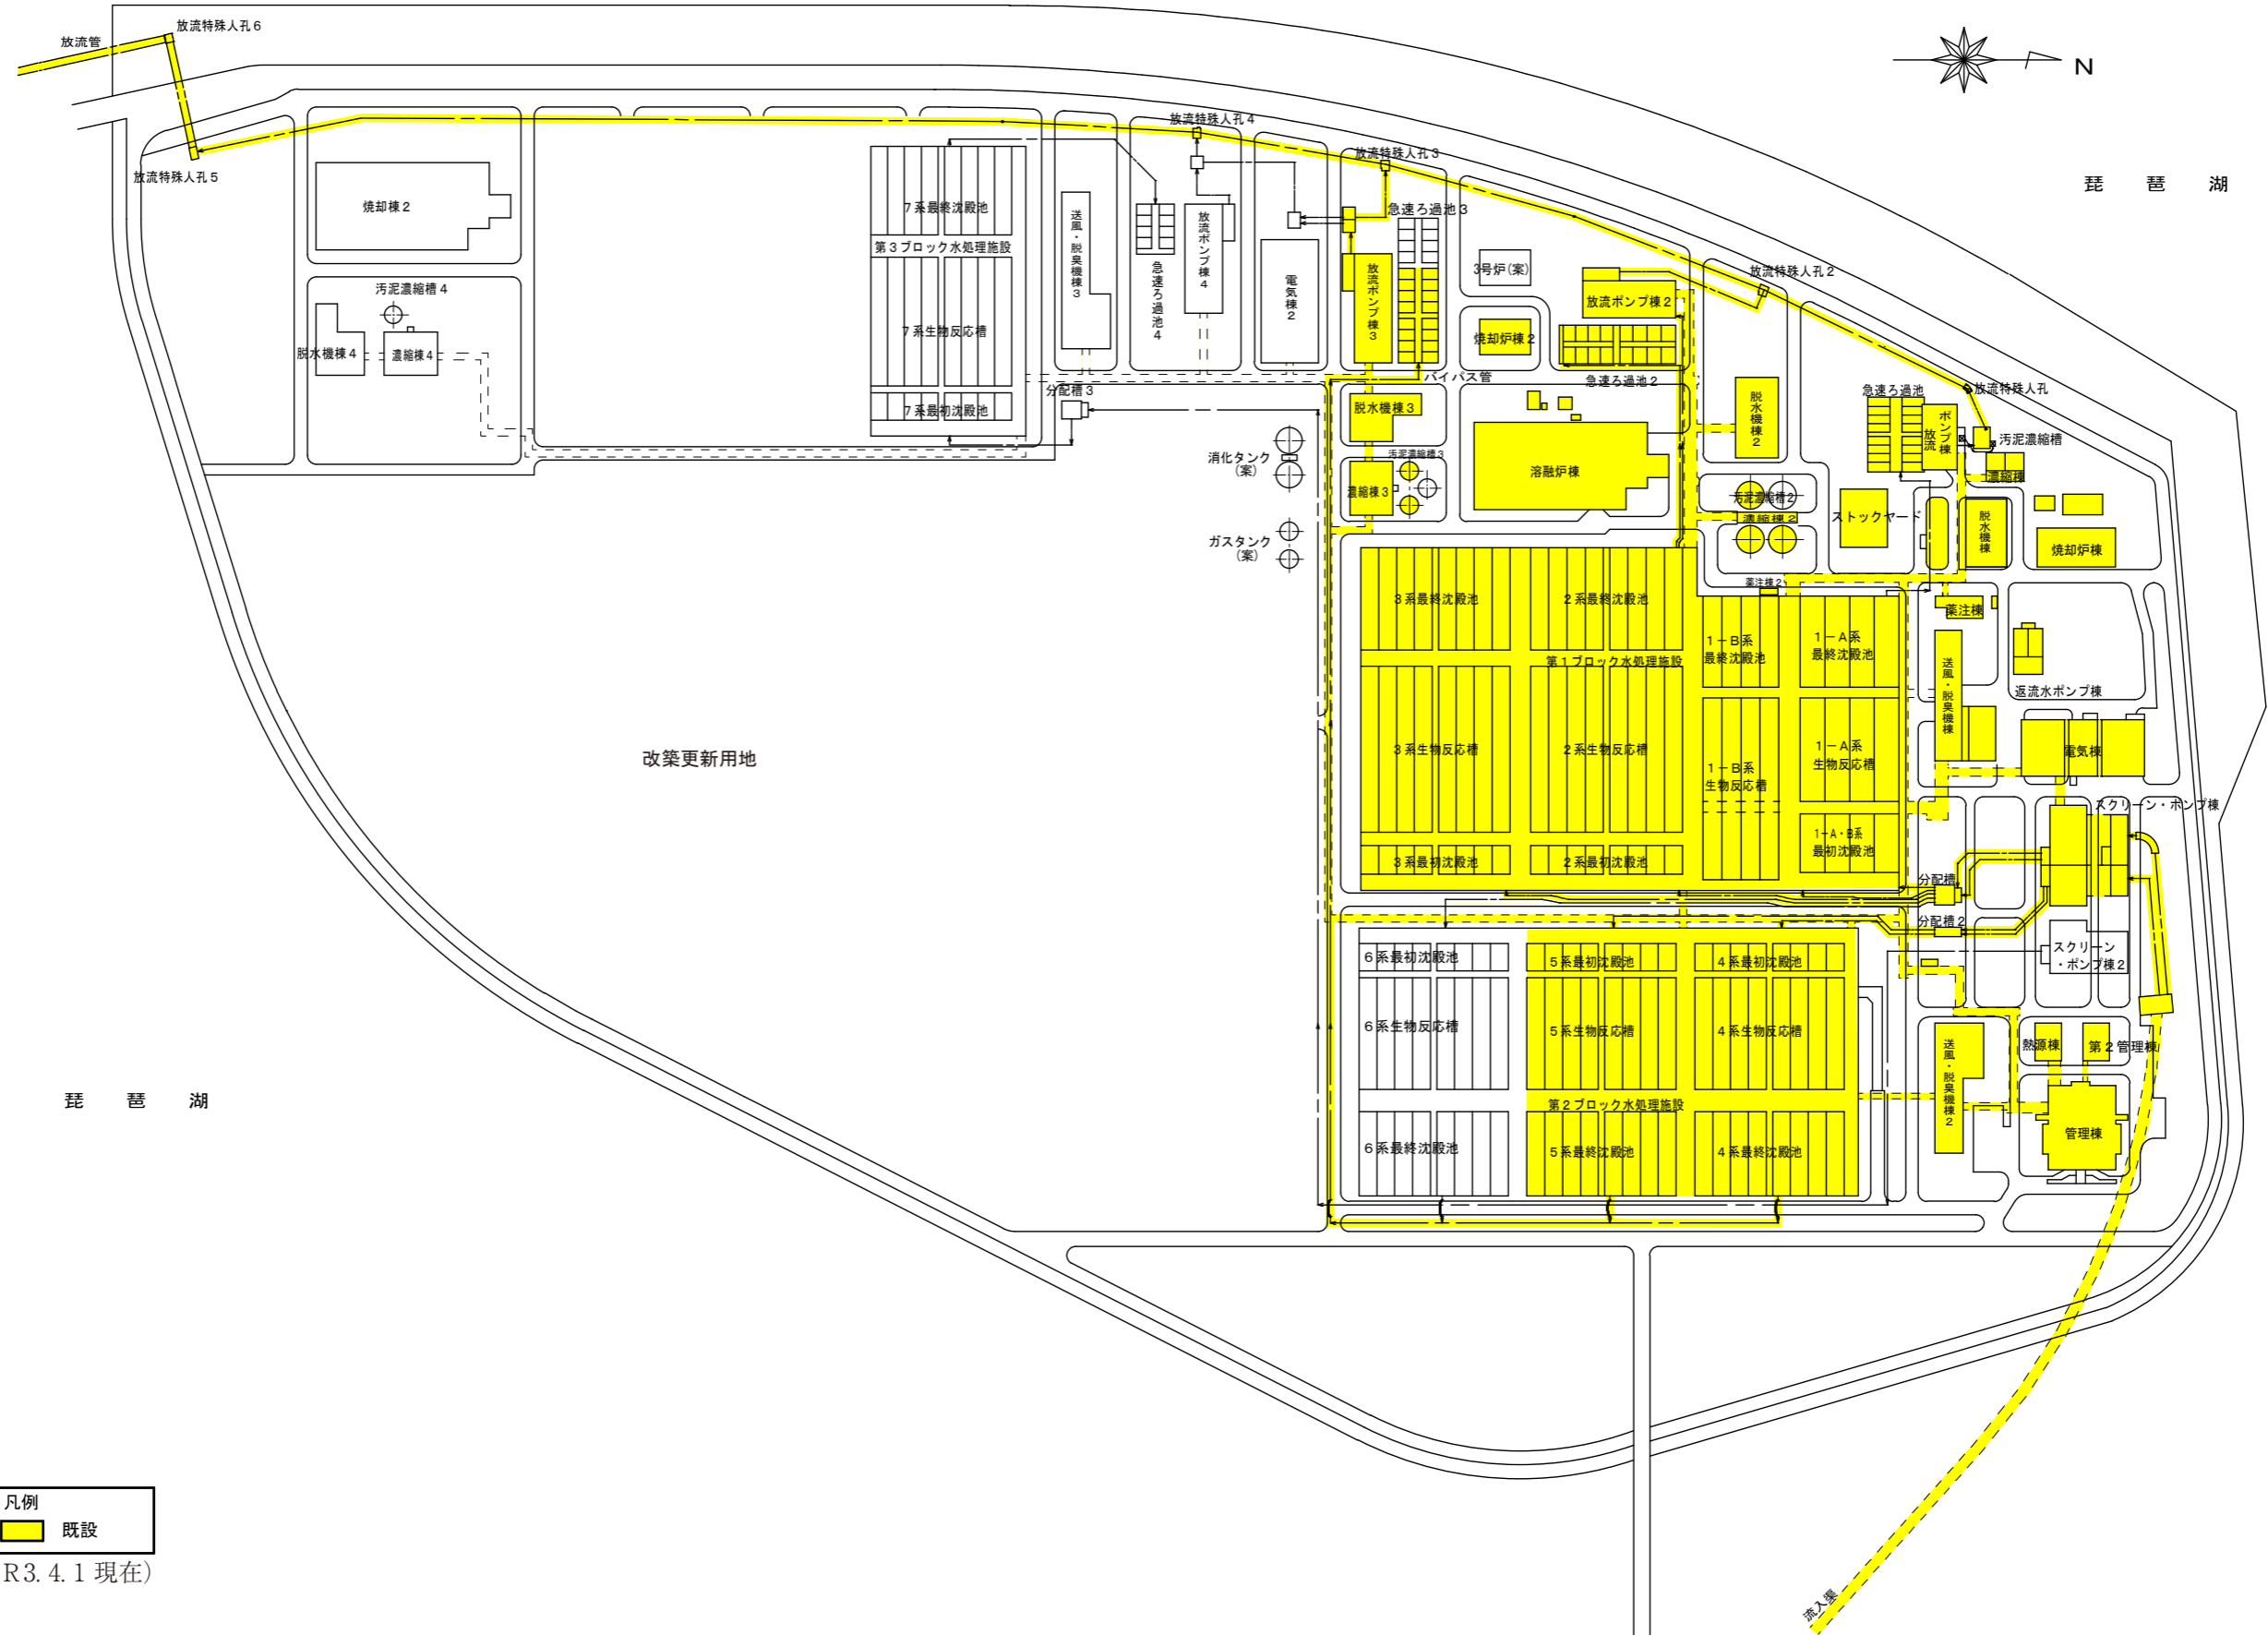 放流管
放流特殊人孔6
放流特殊人孔5
放流特殊人孔4
放流特殊人孔3
放流特殊人孔2
放流特殊人孔
N
琵琶湖
焼却棟2
汚泥濃縮槽4
脱水機棟4
濃縮棟4
7系最終沈殿池
第3ブロック水処理施設
7系生物反応槽
7系最初沈殿池
送風・脱臭機棟3
急速ろ過池4
放流ポンプ棟4
電気棟2
分配槽3
放流ポンプ棟3
急速ろ過池3
バイパス管
3号炉(案)
焼却炉棟2
放流ポンプ棟2
急速ろ過池2
脱水機棟3
汚泥濃縮槽3
濃縮棟3
溶融炉棟
消化タンク
(案)
ガスタンク
(案)
脱水機棟2
汚泥濃縮槽2
濃縮棟2
ストックヤード
急速ろ過池
放流
ポンプ棟
汚泥濃縮槽
濃縮棟
脱水機棟
焼却炉棟
薬注棟2
薬注棟
3系最終沈殿池
2系最終沈殿池
1－B系
最終沈殿池
1－A系
最終沈殿池
第1ブロック水処理施設
送風・脱臭機棟
返流水ポンプ棟
3系生物反応槽
2系生物反応槽
1－B系
生物反応槽
1－A系
生物反応槽
電気棟
スクリーン・ポンプ棟
1-A・B系
最初沈殿池
3系最初沈殿池
2系最初沈殿池
分配槽
分配槽2
改築更新用地
6系最初沈殿池
5系最初沈殿池
4系最初沈殿池
スクリーン
・ポンプ棟2
6系生物反応槽
5系生物反応槽
4系生物反応槽
熱源棟
第2管理棟
送風・脱臭機棟2
第2ブロック水処理施設
管理棟
6系最終沈殿池
5系最終沈殿池
4系最終沈殿池
琵琶湖
流入渠
凡例
既設
R3.4.1 現在)